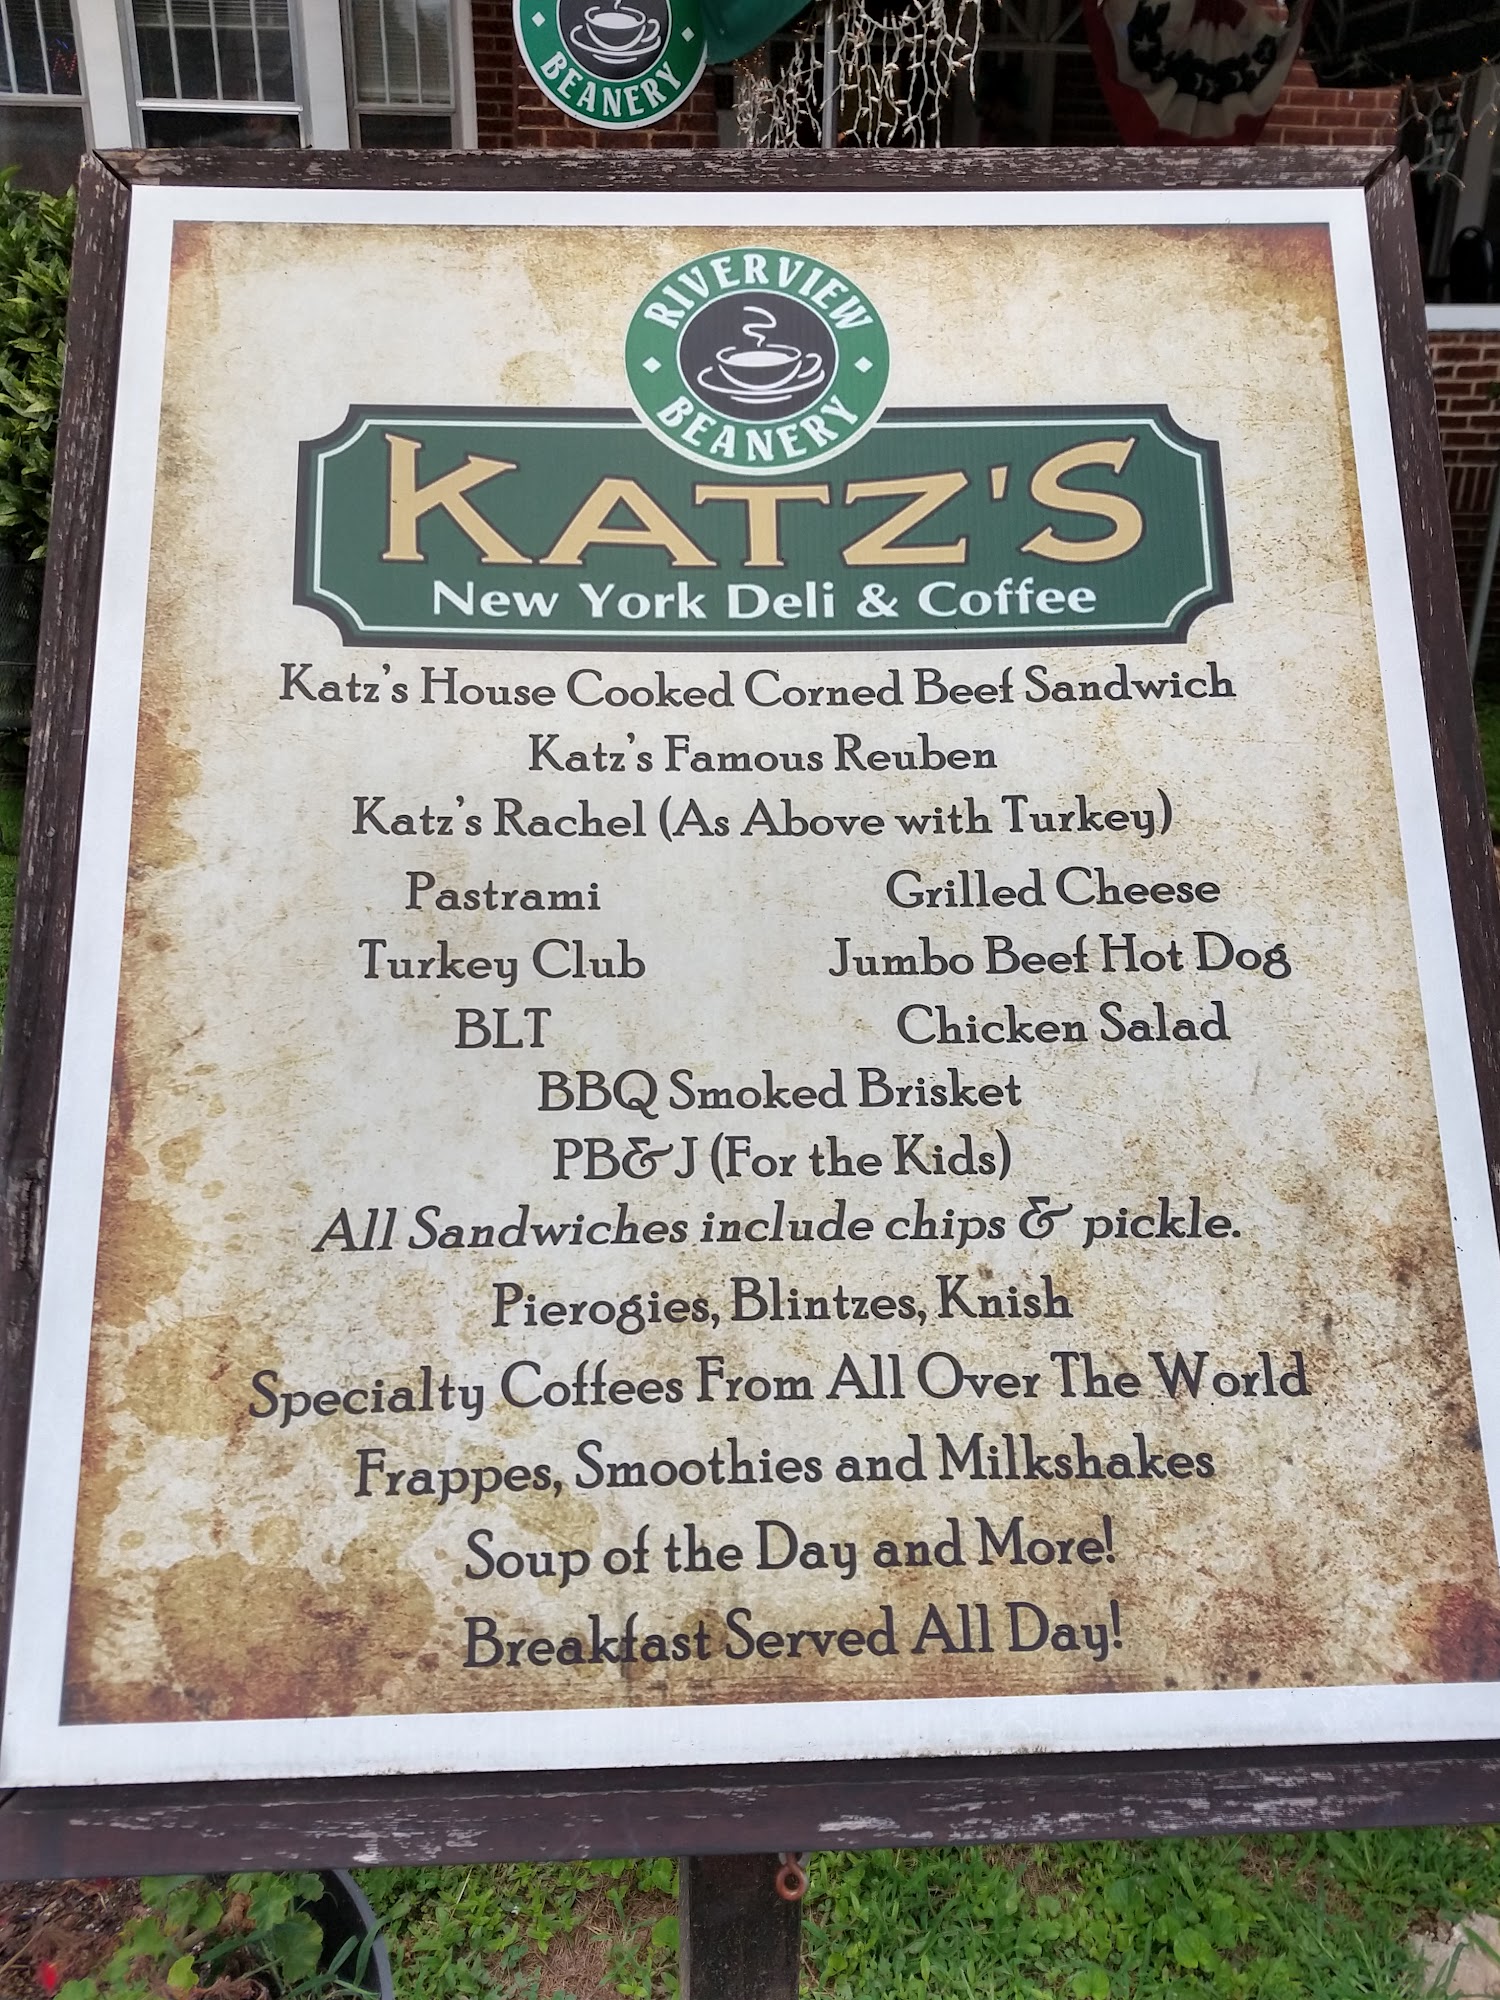 BEANERY
RIVERVIEW
BEANERY
KATZ'S
New York Deli & Coffee
Katz's House Cooked Corned Beef Sandwich
Katz's Famous Reuben
Katz's Rachel (As Above with Turkey)
Pastrami Grilled Cheese
Turkey Club Jumbo Beef Hot Dog
BLT Chicken Salad
BBQ Smoked Brisket
PB&J (For the Kids)
All Sandwiches include chips & pickle.
Pierogies, Blintzes, Knish
Specialty Coffees From All Over The World
Frappes, Smoothies and Milkshakes
Soup of the Day and More!
Breakfast Served All Day!